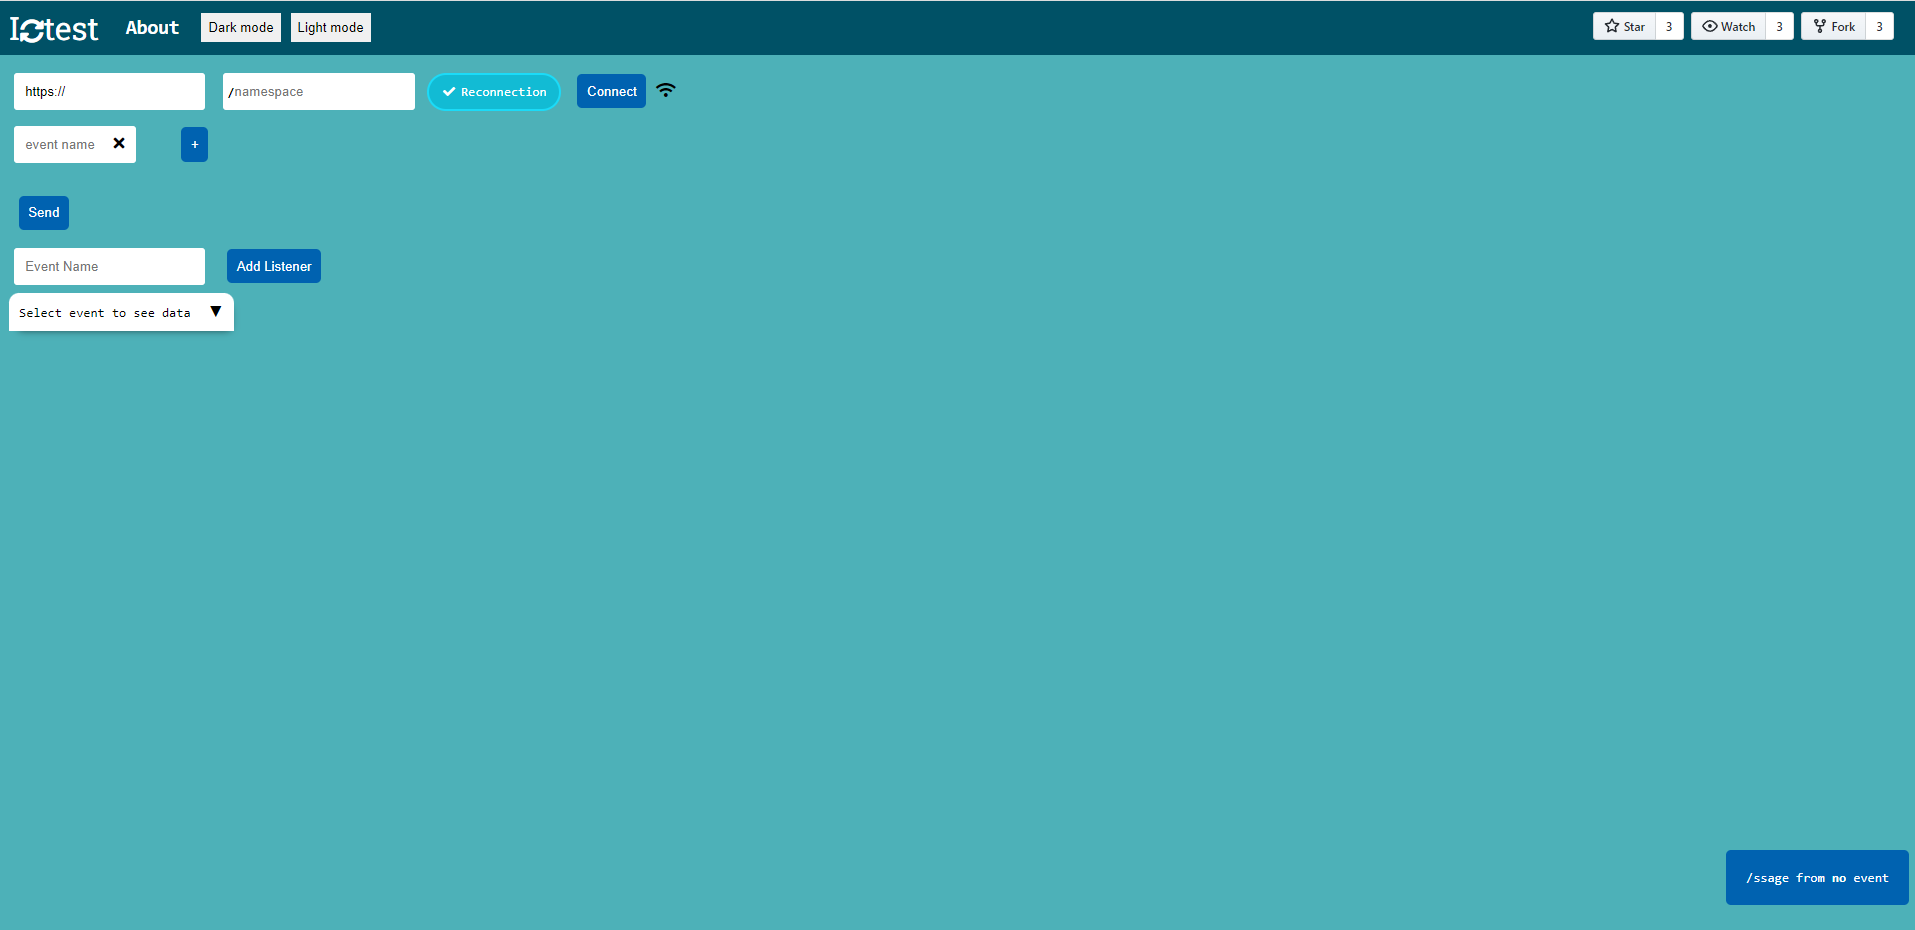 Iotest About Dark mode Light mode Star 3 Watch 3 Fork 3
https:// /namespace Reconnection Connect
event name +
Send
Event Name Add Listener
Select event to see data ▼
/ssage from no event